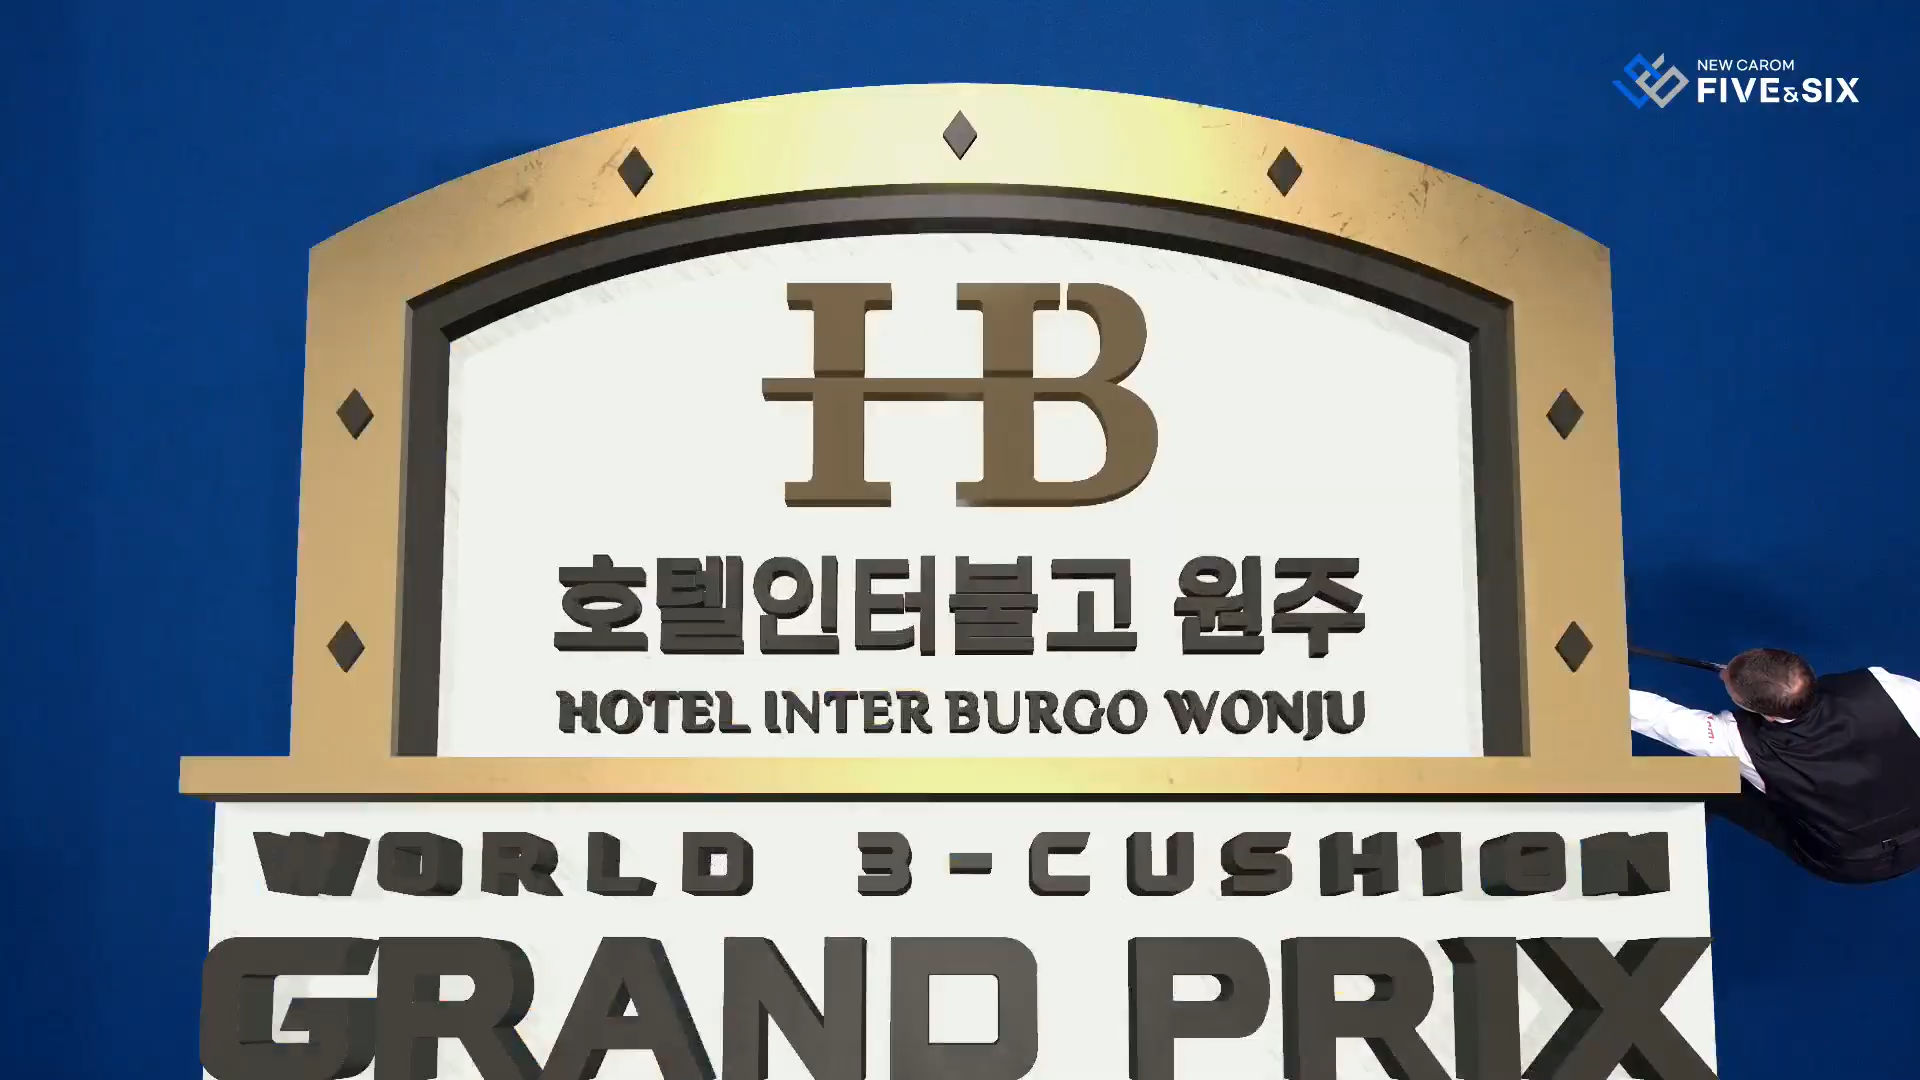 NEW CAROM
FIVE&SIX
HB
호텔인터불고 원주
HOTEL INTER BURGO WONJU
WORLD 3-CUSHION
GRAND PRIX